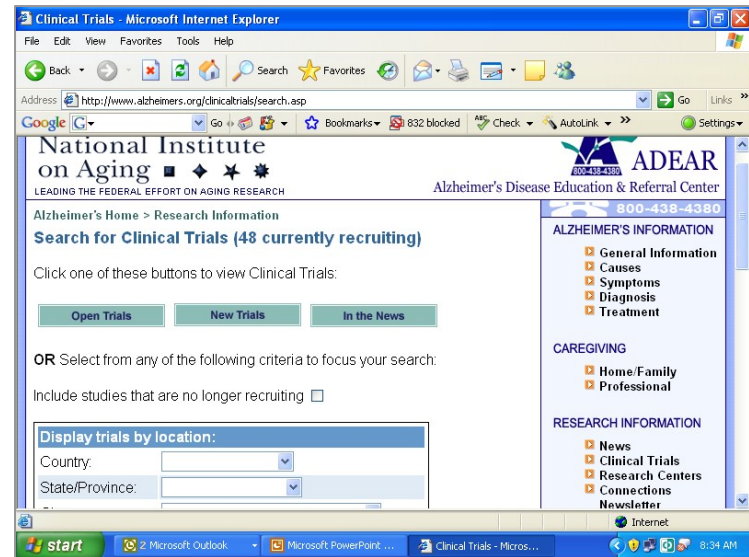 Clinical Trials - Microsoft Internet Explorer
File Edit View Favorites Tools Help
Back Search Favorites
Address http://www.alzheimers.org/clinicaltrials/search.asp Go Links »
Google G Go Bookmarks 832 blocked ABC Check AutoLink » Settings
National Institute
on Aging
LEADING THE FEDERAL EFFORT ON AGING RESEARCH
800-438-4380 ADEAR
Alzheimer's Disease Education & Referral Center
800-438-4380
Alzheimer's Home > Research Information
Search for Clinical Trials (48 currently recruiting)
Click one of these buttons to view Clinical Trials:
Open Trials New Trials In the News
OR Select from any of the following criteria to focus your search:
Include studies that are no longer recruiting
Display trials by location:
Country:
State/Province:
ALZHEIMER'S INFORMATION
General Information
Causes
Symptoms
Diagnosis
Treatment
CAREGIVING
Home/Family
Professional
RESEARCH INFORMATION
News
Clinical Trials
Research Centers
Connections
Newsletter
Internet
start 2 Microsoft Outlook Microsoft PowerPoint ... Clinical Trials - Micros... 8:34 AM